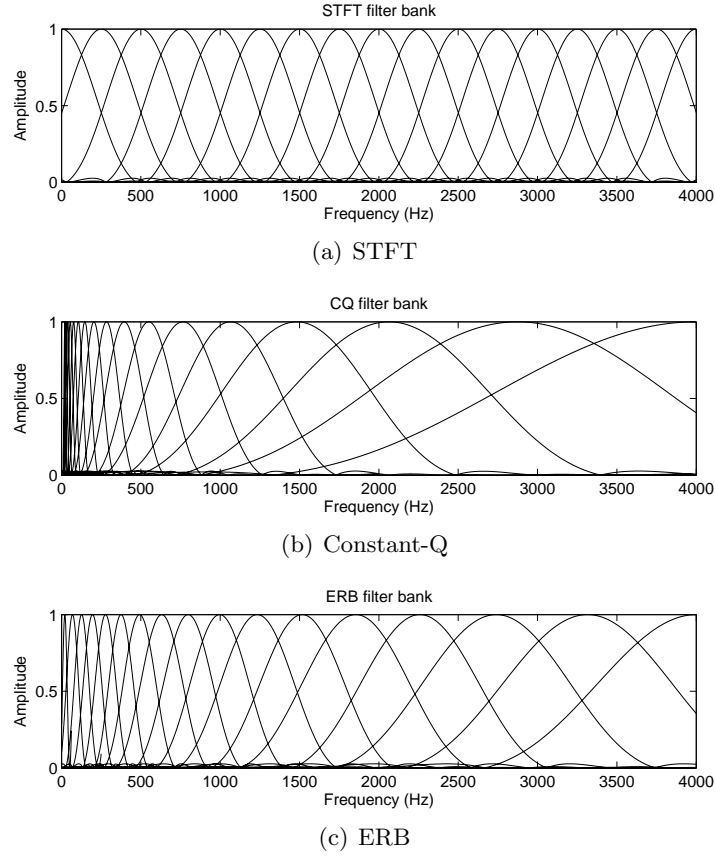 STFT filter bank
1
0.5
0
Amplitude
0 500 1000 1500 2000 2500 3000 3500 4000
Frequency (Hz)
(a) STFT
CQ filter bank
1
0.5
0
Amplitude
0 500 1000 1500 2000 2500 3000 3500 4000
Frequency (Hz)
(b) Constant-Q
ERB filter bank
1
0.5
0
Amplitude
0 500 1000 1500 2000 2500 3000 3500 4000
Frequency (Hz)
(c) ERB